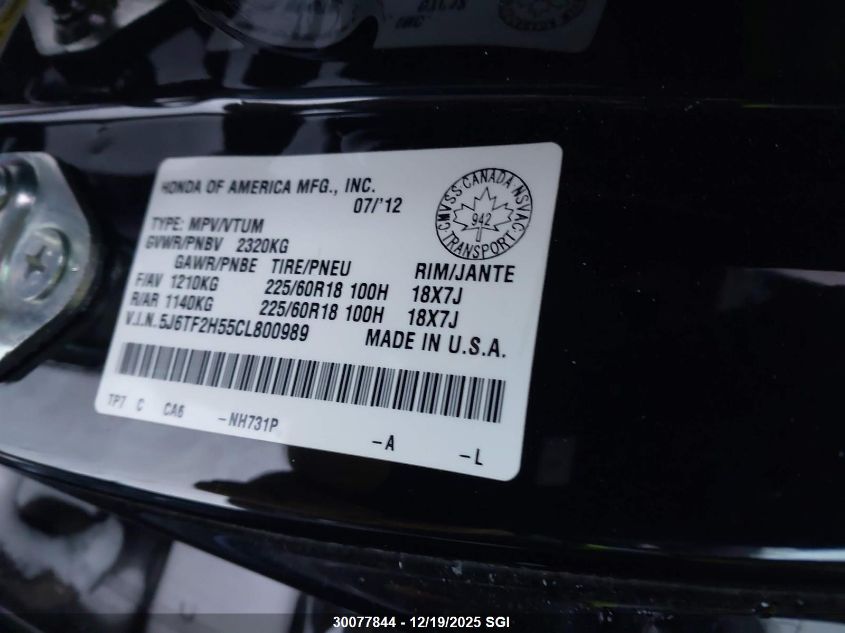 HONDA OF AMERICA MFG., INC.
07/'12
TYPE: MPV/VTUM
GVWR/PNBV 2320KG
GAWR/PNBE TIRE/PNEU RIM/JANTE
F/AV 1210KG 225/60R18 100H 18X7J
R/AR 1140KG 225/60R18 100H 18X7J
V.I.N. 5J6TF2H55CL800989 MADE IN U.S.A.
CMVSS CANADA NSVAC
942
TRANSPORT
TP7 C CA6 -NH731P -A -L
30077844 - 12/19/2025 SGI